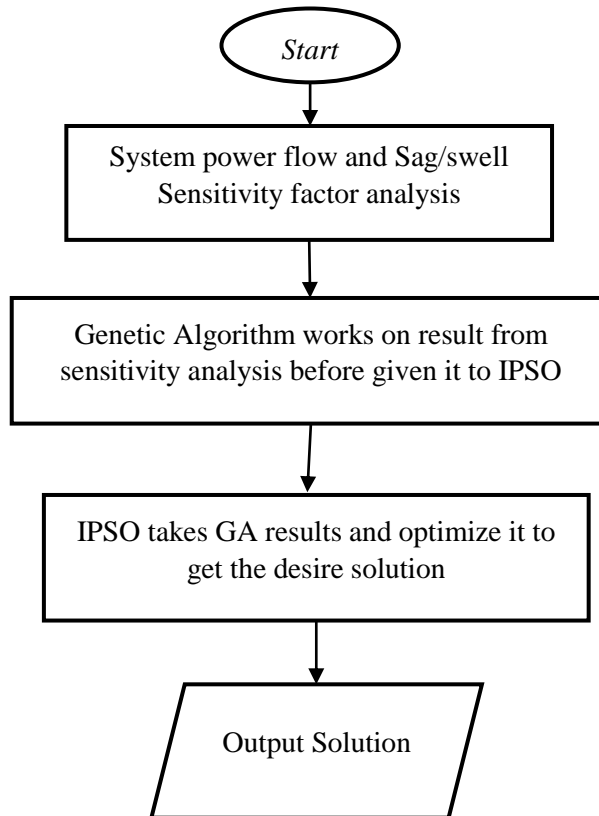 Start
System power flow and Sag/swell
Sensitivity factor analysis
Genetic Algorithm works on result from
sensitivity analysis before given it to IPSO
IPSO takes GA results and optimize it to
get the desire solution
Output Solution